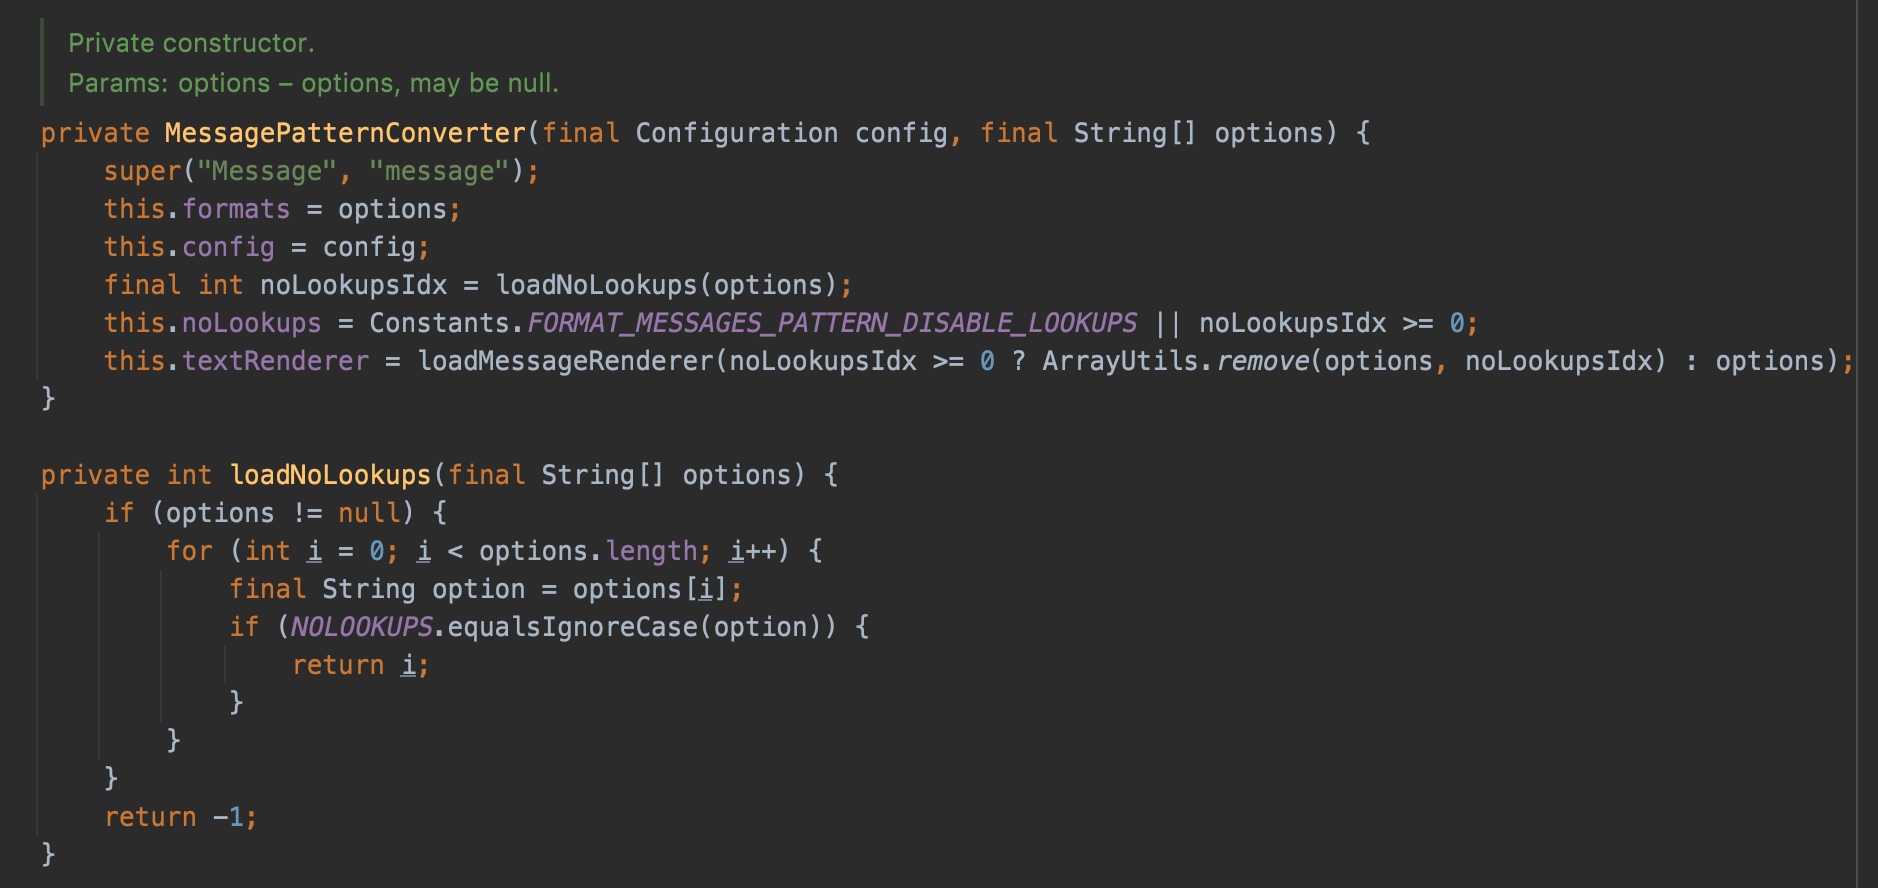 Private constructor.
Params: options – options, may be null.
private MessagePatternConverter(final Configuration config, final String[] options) {
    super("Message", "message");
    this.formats = options;
    this.config = config;
    final int noLookupsIdx = loadNoLookups(options);
    this.noLookups = Constants.FORMAT_MESSAGES_PATTERN_DISABLE_LOOKUPS || noLookupsIdx >= 0;
    this.textRenderer = loadMessageRenderer(noLookupsIdx >= 0 ? ArrayUtils.remove(options, noLookupsIdx) : options);
}

private int loadNoLookups(final String[] options) {
    if (options != null) {
        for (int i = 0; i < options.length; i++) {
            final String option = options[i];
            if (NOLOOKUPS.equalsIgnoreCase(option)) {
                return i;
            }
        }
    }
    return -1;
}